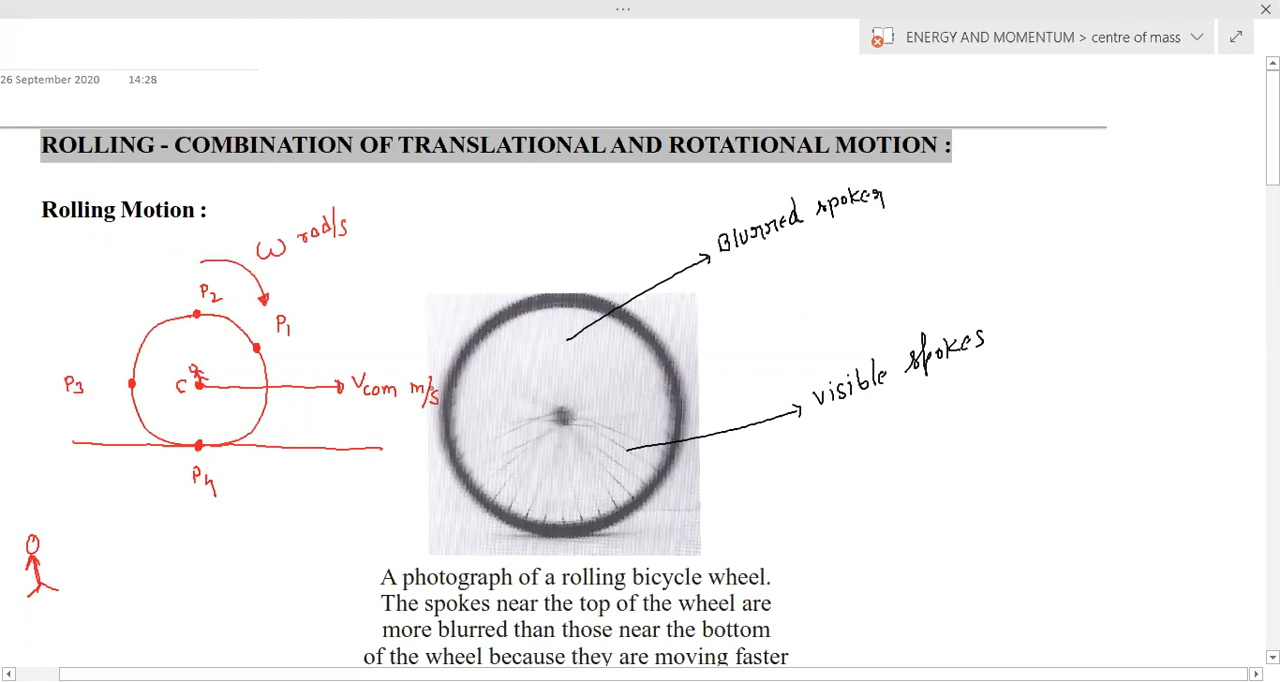 ENERGY AND MOMENTUM > centre of mass
26 September 2020 14:28
ROLLING - COMBINATION OF TRANSLATIONAL AND ROTATIONAL MOTION :
Rolling Motion :
ω rad/s
Blurred spokes
P2
P1
P3
C
Vcom m/s
visible spokes
P4
A photograph of a rolling bicycle wheel.
The spokes near the top of the wheel are
more blurred than those near the bottom
of the wheel because they are moving faster